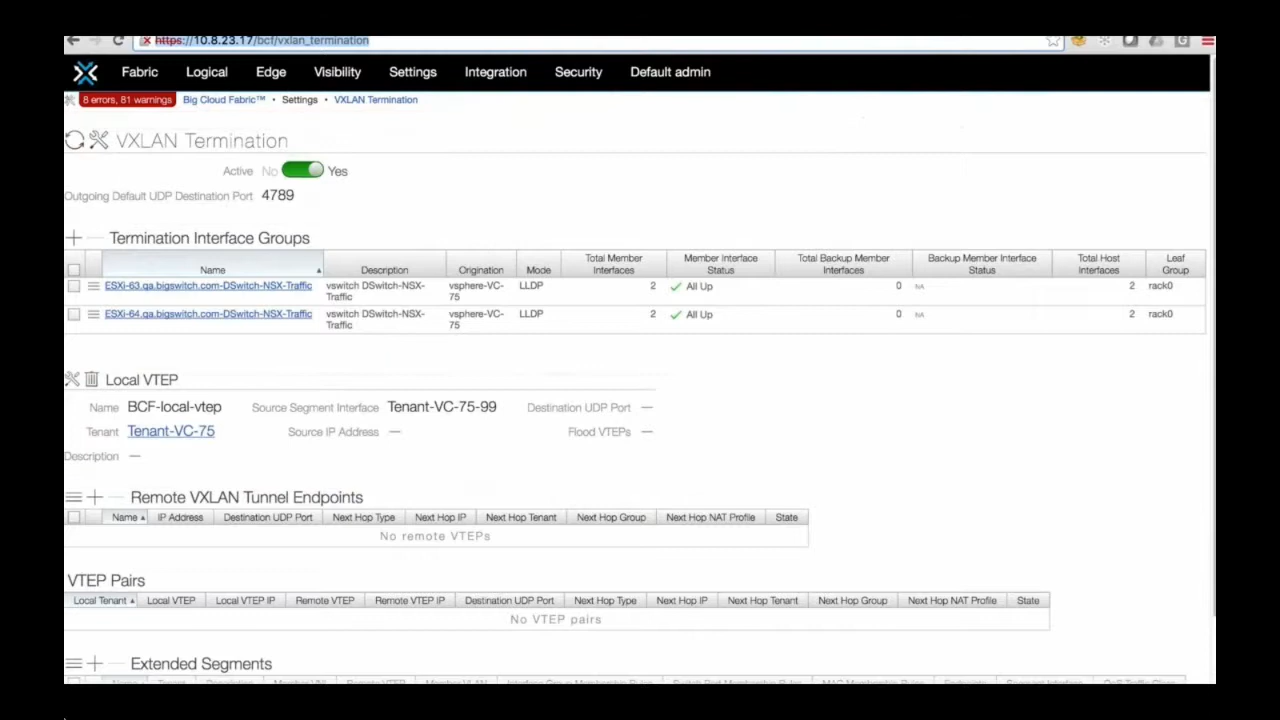 https://10.8.23.17/bcf/vxlan_termination
Fabric Logical Edge Visibility Settings Integration Security Default admin
8 errors, 81 warnings Big Cloud Fabric™ • Settings • VXLAN Termination
VXLAN Termination
Active No Yes
Outgoing Default UDP Destination Port 4789
Termination Interface Groups
Name Description Origination Mode Total Member Interfaces Member Interface Status Total Backup Member Interfaces Backup Member Interface Status Total Host Interfaces Leaf Group
ESXi-63.qa.bigswitch.com-DSwitch-NSX-Traffic vswitch DSwitch-NSX-Traffic vsphere-VC-75 LLDP 2 All Up 0 NA 2 rack0
ESXi-64.qa.bigswitch.com-DSwitch-NSX-Traffic vswitch DSwitch-NSX-Traffic vsphere-VC-75 LLDP 2 All Up 0 NA 2 rack0
Local VTEP
Name BCF-local-vtep Source Segment Interface Tenant-VC-75-99 Destination UDP Port —
Tenant Tenant-VC-75 Source IP Address — Flood VTEPs —
Description —
Remote VXLAN Tunnel Endpoints
Name IP Address Destination UDP Port Next Hop Type Next Hop IP Next Hop Tenant Next Hop Group Next Hop NAT Profile State
No remote VTEPs
VTEP Pairs
Local Tenant Local VTEP Local VTEP IP Remote VTEP Remote VTEP IP Destination UDP Port Next Hop Type Next Hop IP Next Hop Tenant Next Hop Group Next Hop NAT Profile State
No VTEP pairs
Extended Segments